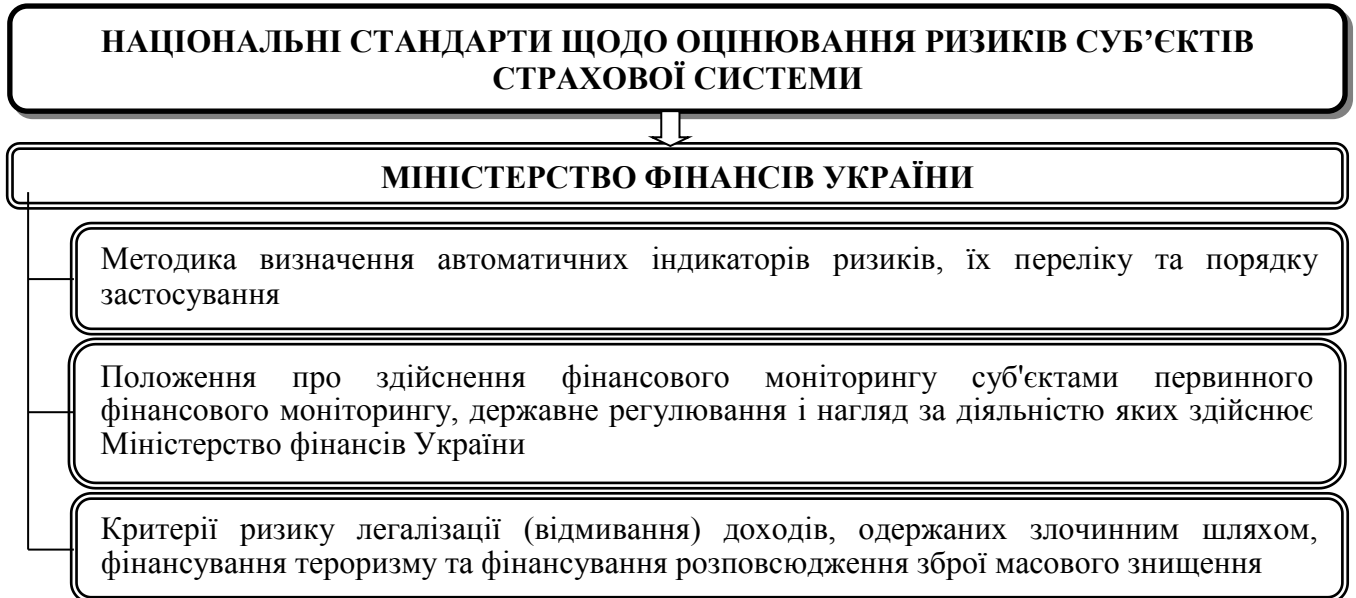 НАЦІОНАЛЬНІ СТАНДАРТИ ЩОДО ОЦІНЮВАННЯ РИЗИКІВ СУБ’ЄКТІВ
СТРАХОВОЇ СИСТЕМИ
МІНІСТЕРСТВО ФІНАНСІВ УКРАЇНИ
Методика визначення автоматичних індикаторів ризиків, їх переліку та порядку
застосування
Положення про здійснення фінансового моніторингу суб'єктами первинного
фінансового моніторингу, державне регулювання і нагляд за діяльністю яких здійснює
Міністерство фінансів України
Критерії ризику легалізації (відмивання) доходів, одержаних злочинним шляхом,
фінансування тероризму та фінансування розповсюдження зброї масового знищення